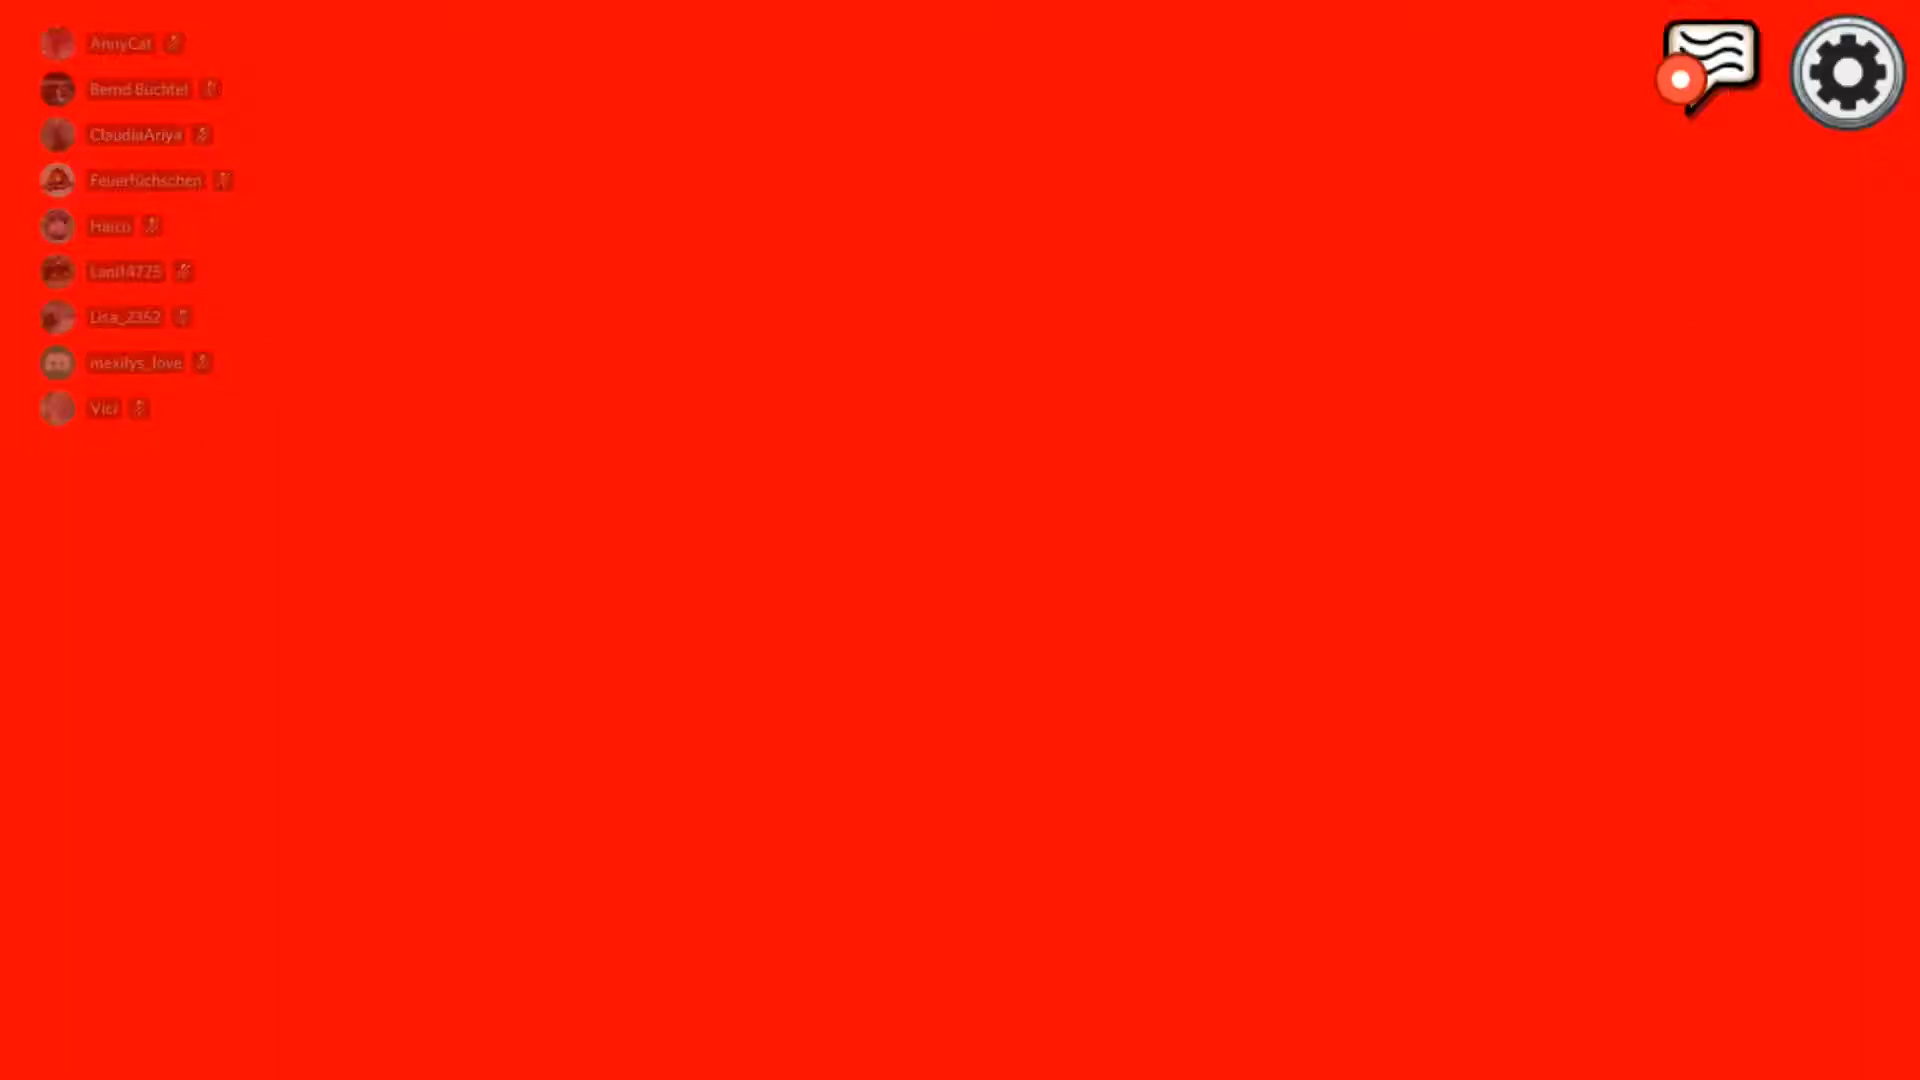 AnnyCat
Bernd Büchtel
ClaudiaAriya
Feuerfüchschen
Haico
Lani14725
Lisa_2352
mexilys_love
Vici